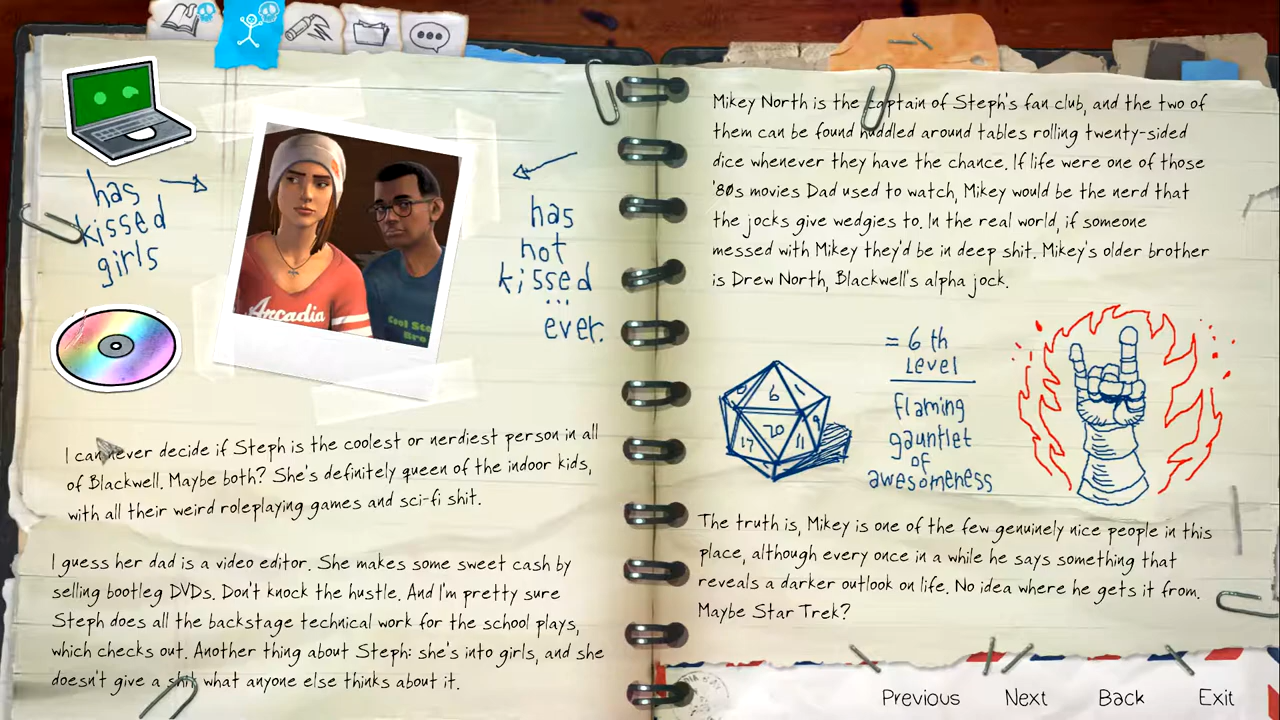 has
kissed
girls
has
not
kissed
...
ever.
Arcadia
Cool Sto
Bro
I can never decide if Steph is the coolest or nerdiest person in all
of Blackwell. Maybe both? She's definitely queen of the indoor kids,
with all their weird roleplaying games and sci-fi shit.
I guess her dad is a video editor. She makes some sweet cash by
selling bootleg DVDs. Don't knock the hustle. And I'm pretty sure
Steph does all the backstage technical work for the school plays,
which checks out. Another thing about Steph: she's into girls, and she
doesn't give a shit what anyone else thinks about it.
Mikey North is the captain of Steph's fan club, and the two of
them can be found huddled around tables rolling twenty-sided
dice whenever they have the chance. If life were one of those
'80s movies Dad used to watch, Mikey would be the nerd that
the jocks give wedgies to. In the real world, if someone
messed with Mikey they'd be in deep shit. Mikey's older brother
is Drew North, Blackwell's alpha jock.
6
20
17
11
9
= 6 th
Level
flaming
gauntlet
of
awesomeness
The truth is, Mikey is one of the few genuinely nice people in this
place, although every once in a while he says something that
reveals a darker outlook on life. No idea where he gets it from.
Maybe Star Trek?
Previous Next Back Exit